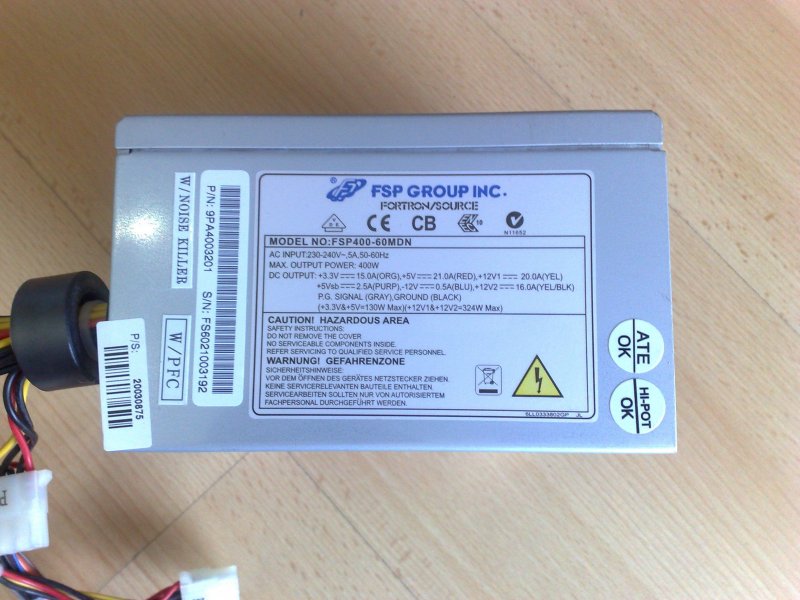 FSP GROUP INC.
FORTRON/SOURCE
CE CB 10
N11652
MODEL NO:FSP400-60MDN
AC INPUT:230-240V~,5A,50-60Hz
MAX. OUTPUT POWER: 400W
DC OUTPUT: +3.3V⎓15.0A(ORG),+5V⎓21.0A(RED),+12V1⎓20.0A(YEL)
+5Vsb⎓2.5A(PURP),-12V⎓0.5A(BLU),+12V2⎓16.0A(YEL/BLK)
P.G. SIGNAL (GRAY),GROUND (BLACK)
(+3.3V&+5V=130W Max)(+12V1&+12V2=324W Max)
CAUTION! HAZARDOUS AREA
SAFETY INSTRUCTIONS:
DO NOT REMOVE THE COVER
NO SERVICEABLE COMPONENTS INSIDE.
REFER SERVICING TO QUALIFIED SERVICE PERSONNEL.
WARNUNG! GEFAHRENZONE
SICHERHEITSHINWEISE:
VOR DEM ÖFFNEN DES GERÄTES NETZSTECKER ZIEHEN.
KEINE SERVICERELEVANTEN BAUTEILE ENTHALTEN.
SERVICEARBEITEN SOLLTEN NUR VON AUTORISIERTEM
FACHPERSONAL DURCHGEFÜHRT WERDEN.
6LL0333802GP JL
W/NOISE KILLER
P/N: 9PA4003201
S/N: FS6021003192
W/PFC
P/S:
20030875
ATE
OK
HI-POT
OK